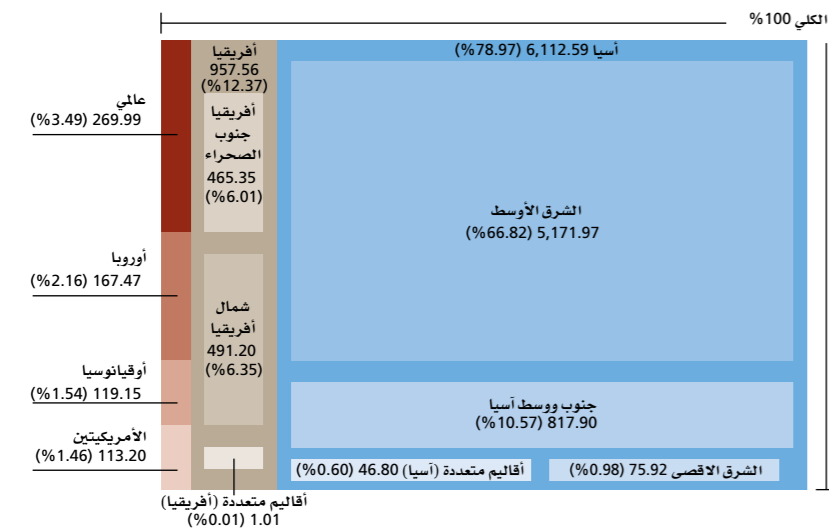 الكلي 100%
آسيا 6,112.59 (78.97%)
الشرق الأوسط
5,171.97 (66.82%)
جنوب ووسط آسيا
817.90 (10.57%)
الشرق الاقصى 75.92 (0.98%)
أقاليم متعددة (آسيا) 46.80 (0.60%)
أفريقيا
957.56
(12.37%)
أفريقيا
جنوب
الصحراء
465.35
(6.01%)
شمال
أفريقيا
491.20
(6.35%)
أقاليم متعددة (أفريقيا)
1.01 (0.01%)
عالمي
269.99 (3.49%)
أوروبا
167.47 (2.16%)
أوقيانوسيا
119.15 (1.54%)
الأمريكيتين
113.20 (1.46%)